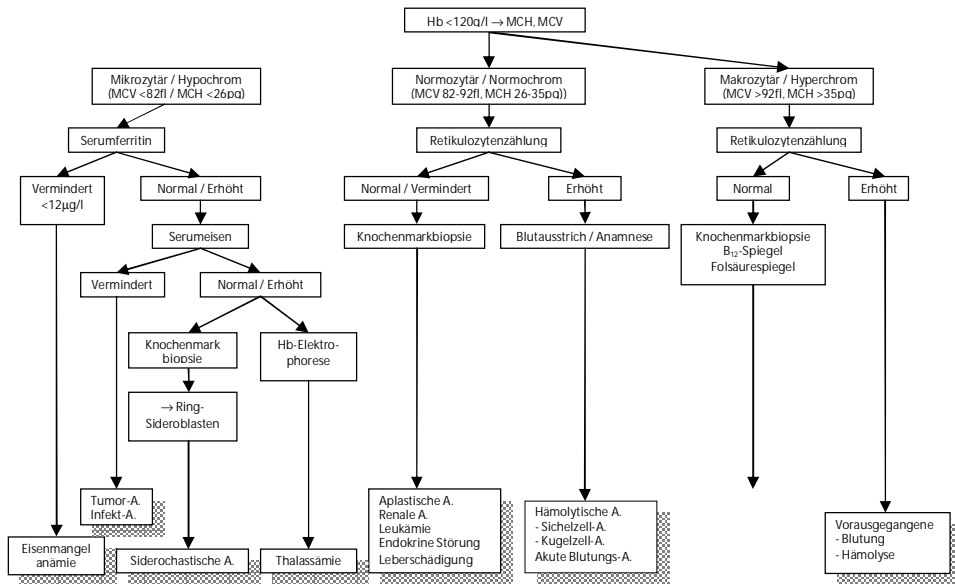 Hb <120g/l → MCH, MCV
Mikrozytär / Hypochrom
(MCV <82fl / MCH <26pg)
Normozytär / Normochrom
(MCV 82-92fl, MCH 26-35pg))
Makrozytär / Hyperchrom
(MCV >92fl, MCH >35pg)
Serumferritin
Retikulozytenzählung
Retikulozytenzählung
Vermindert
<12µg/l
Normal / Erhöht
Normal / Vermindert
Erhöht
Normal
Erhöht
Serumeisen
Knochenmarkbiopsie
Blutausstrich / Anamnese
Knochenmarkbiopsie
B₁₂-Spiegel
Folsäurespiegel
Vermindert
Normal / Erhöht
Knochenmark
biopsie
Hb-Elektro-
phorese
→ Ring-
Sideroblasten
Tumor-A.
Infekt-A.
Aplastische A.
Renale A.
Leukämie
Endokrine Störung
Leberschädigung
Hämolytische A.
- Sichelzell-A.
- Kugelzell-A.
Akute Blutungs-A.
Vorausgegangene
- Blutung
- Hämolyse
Eisenmangel
anämie
Siderochastische A.
Thalassämie